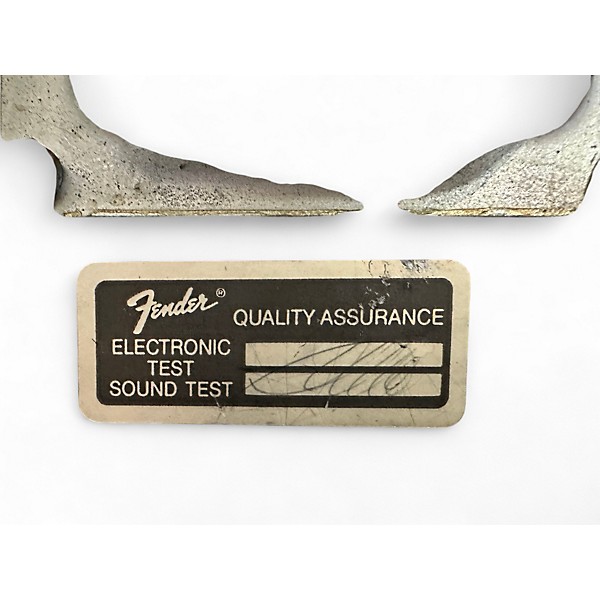 Fender® QUALITY ASSURANCE
ELECTRONIC
TEST
SOUND TEST